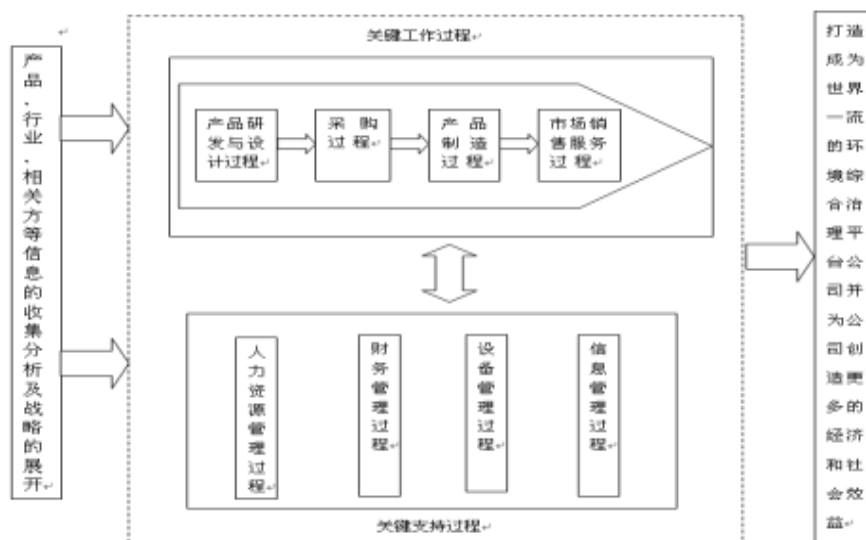 关键工作过程
产品、行业、相关方等信息的收集分析及战略的展开
产品研
发与设
计过程
采购
过程
产品
制造
过程
市场销
售服务
过程
人力资源管理过程
财务管理过程
设备管理过程
信息管理过程
关键支持过程
打造
成为
世界
一流
的环
境综
合治
理平
台公
司并
为公
司创
造更
多的
经济
和社
会效
益